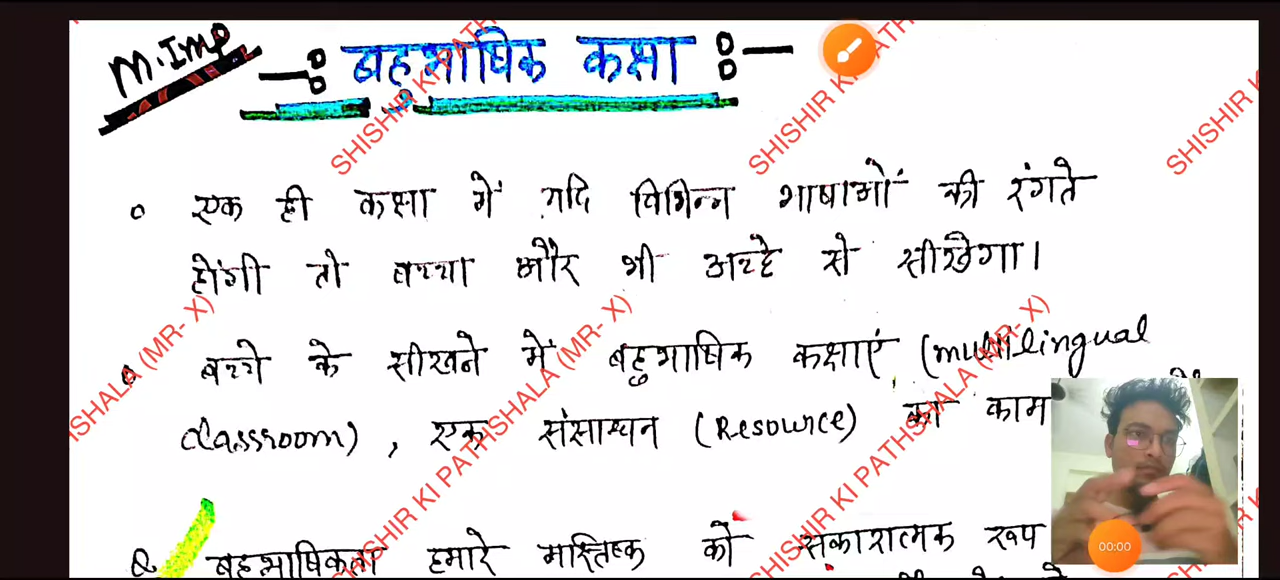 M. Imp
—: बहुभाषिक कक्षा :—
० एक ही कक्षा में यदि विभिन्न भाषाओं की रंगते
होंगी तो बच्चा और भी अच्छे से सीखेगा।
बच्चे के सीखने में बहुभाषिक कक्षाएं (multilingual
classroom), एक संसाधन (Resource) का काम
बहुभाषिकता हमारे मस्तिष्क को सकारात्मक रूप
SHISHIR KI PATHSHALA (MR- X)
00:00